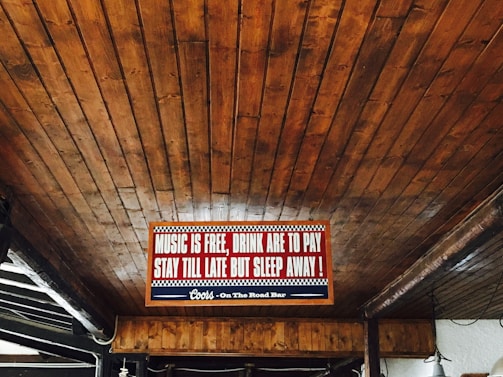 MUSIC IS FREE, DRINK ARE TO PAY
STAY TILL LATE BUT SLEEP AWAY !
Coors - On The Road Bar